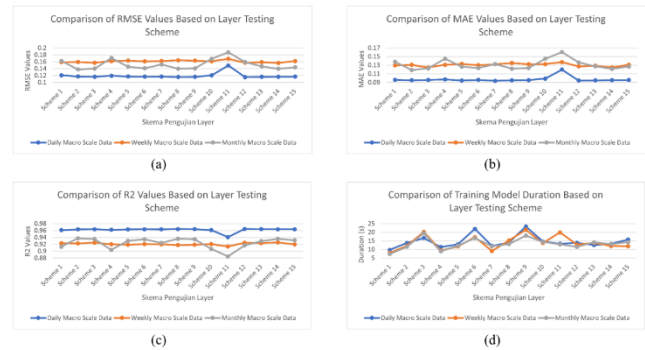 Comparison of RMSE Values Based on Layer Testing
Scheme
RMSE Values
0.2
0.18
0.16
0.14
0.12
0.1
Scheme 1
Scheme 2
Scheme 3
Scheme 4
Scheme 5
Scheme 6
Scheme 7
Scheme 8
Scheme 9
Scheme 10
Scheme 11
Scheme 12
Scheme 13
Scheme 14
Scheme 15
Skema Pengujian Layer
Daily Macro Scale Data
Weekly Macro Scale Data
Monthly Macro Scale Data
(a)
Comparison of MAE Values Based on Layer Testing
Scheme
MAE Values
0.17
0.15
0.13
0.11
0.09
Scheme 1
Scheme 2
Scheme 3
Scheme 4
Scheme 5
Scheme 6
Scheme 7
Scheme 8
Scheme 9
Scheme 10
Scheme 11
Scheme 12
Scheme 13
Scheme 14
Scheme 15
Skema Pengujian Layer
Daily Macro Scale Data
Weekly Macro Scale Data
Monthly Macro Scale Data
(b)
Comparison of R2 Values Based on Layer Testing
Scheme
R2 Values
0.98
0.96
0.94
0.92
0.9
0.88
Scheme 1
Scheme 2
Scheme 3
Scheme 4
Scheme 5
Scheme 6
Scheme 7
Scheme 8
Scheme 9
Scheme 10
Scheme 11
Scheme 12
Scheme 13
Scheme 14
Scheme 15
Skema Pengujian Layer
Daily Macro Scale Data
Weekly Macro Scale Data
Monthly Macro Scale Data
(c)
Comparison of Training Model Duration Based on
Layer Testing Scheme
Duration (s)
25
20
15
10
5
Scheme 1
Scheme 2
Scheme 3
Scheme 4
Scheme 5
Scheme 6
Scheme 7
Scheme 8
Scheme 9
Scheme 10
Scheme 11
Scheme 12
Scheme 13
Scheme 14
Scheme 15
Skema Pengujian Layer
Daily Macro Scale Data
Weekly Macro Scale Data
Monthly Macro Scale Data
(d)